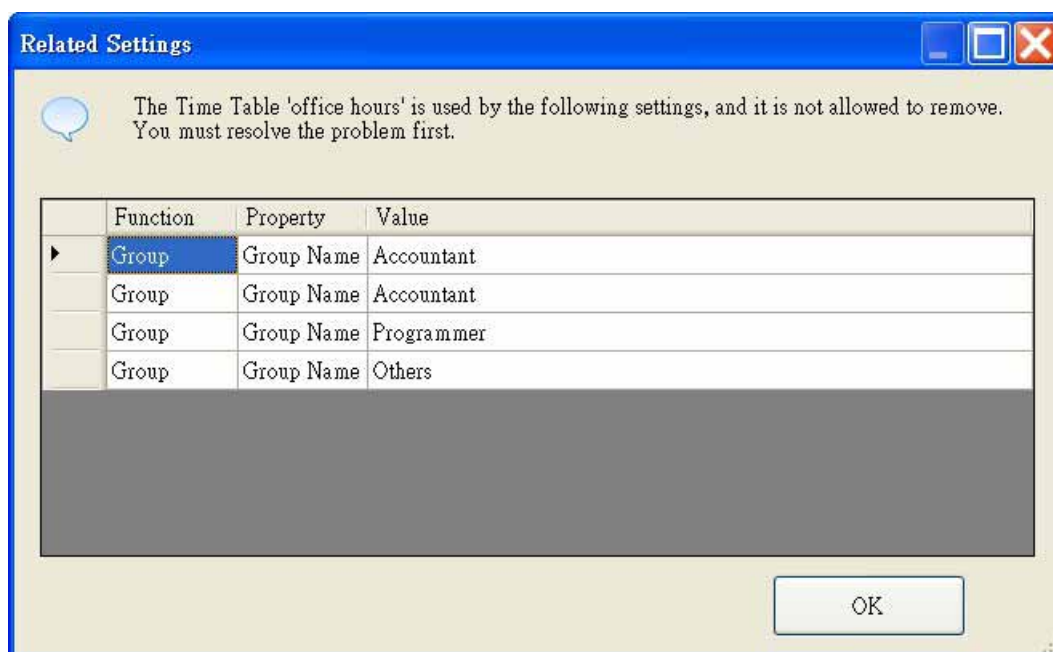 Related Settings
The Time Table 'office hours' is used by the following settings, and it is not allowed to remove.
You must resolve the problem first.
Function Property Value
Group Group Name Accountant
Group Group Name Accountant
Group Group Name Programmer
Group Group Name Others
OK